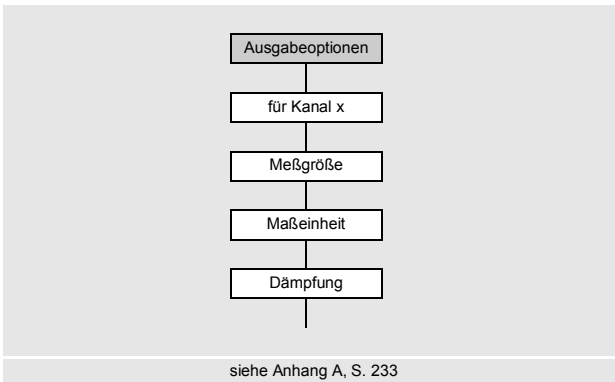 Ausgabeoptionen
für Kanal x
Meßgröße
Maßeinheit
Dämpfung
siehe Anhang A, S. 233